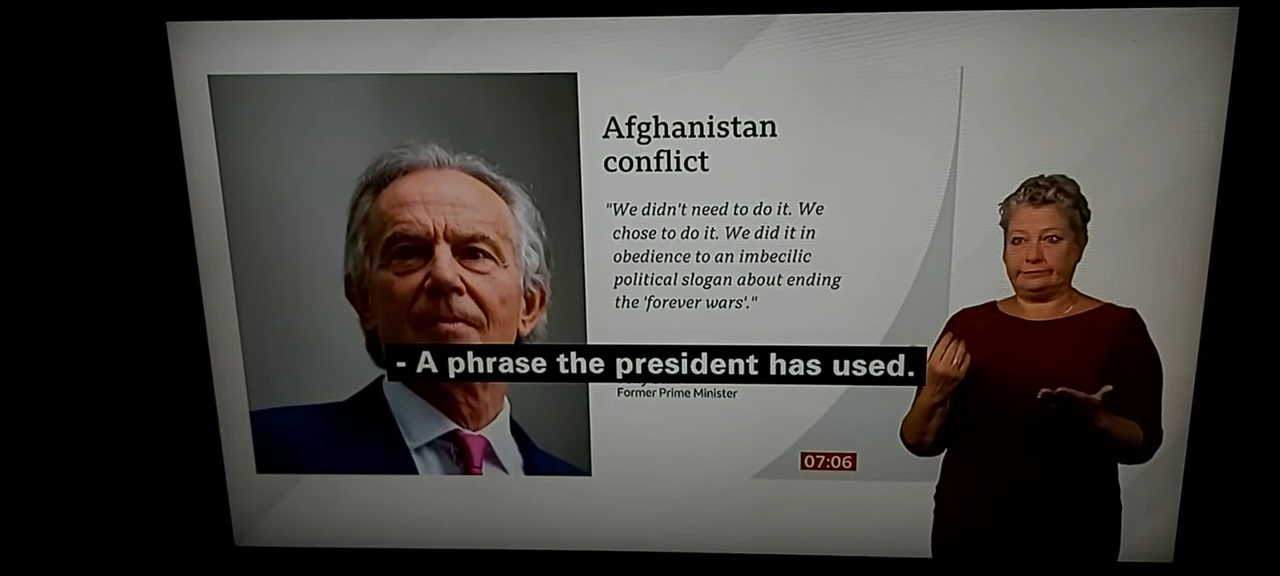 Afghanistan
conflict
"We didn't need to do it. We
chose to do it. We did it in
obedience to an imbecilic
political slogan about ending
the 'forever wars'."
- A phrase the president has used.
Former Prime Minister
07:06